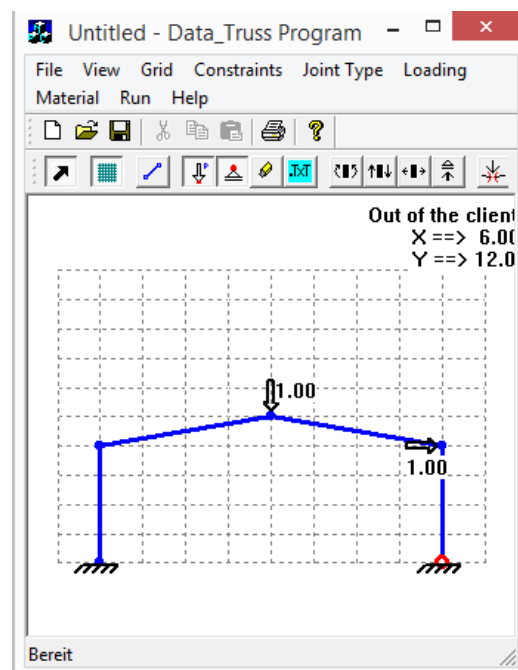 Untitled - Data_Truss Program
File View Grid Constraints Joint Type Loading
Material Run Help
.TXT
Out of the client
X ==> 6.00
Y ==> 12.0
1.00
1.00
Bereit